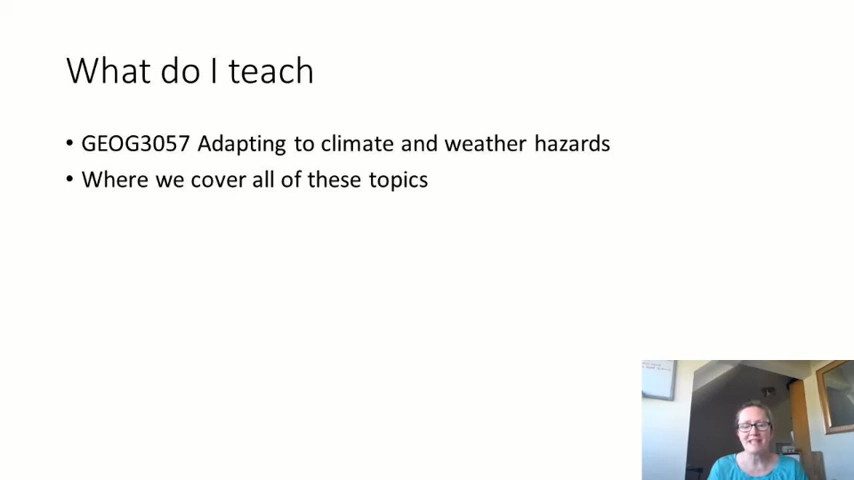 What do I teach
• GEOG3057 Adapting to climate and weather hazards
• Where we cover all of these topics